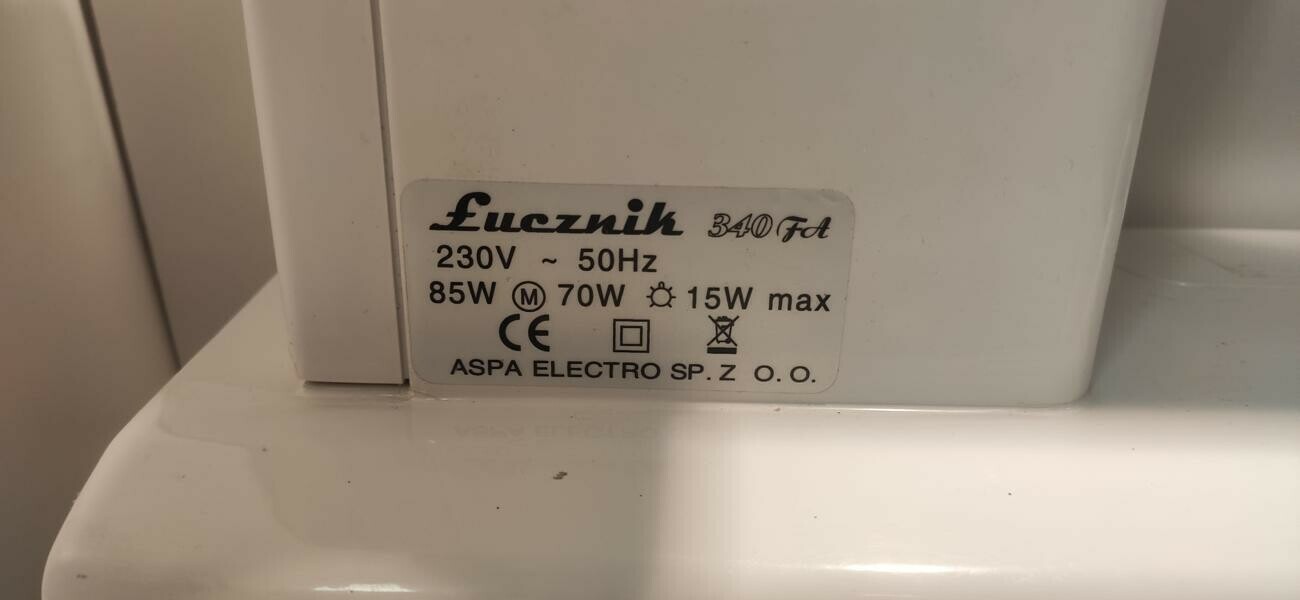 Łucznik 340 FA
230V ~ 50Hz
85W M 70W 15W max
CE
ASPA ELECTRO SP. Z O. O.